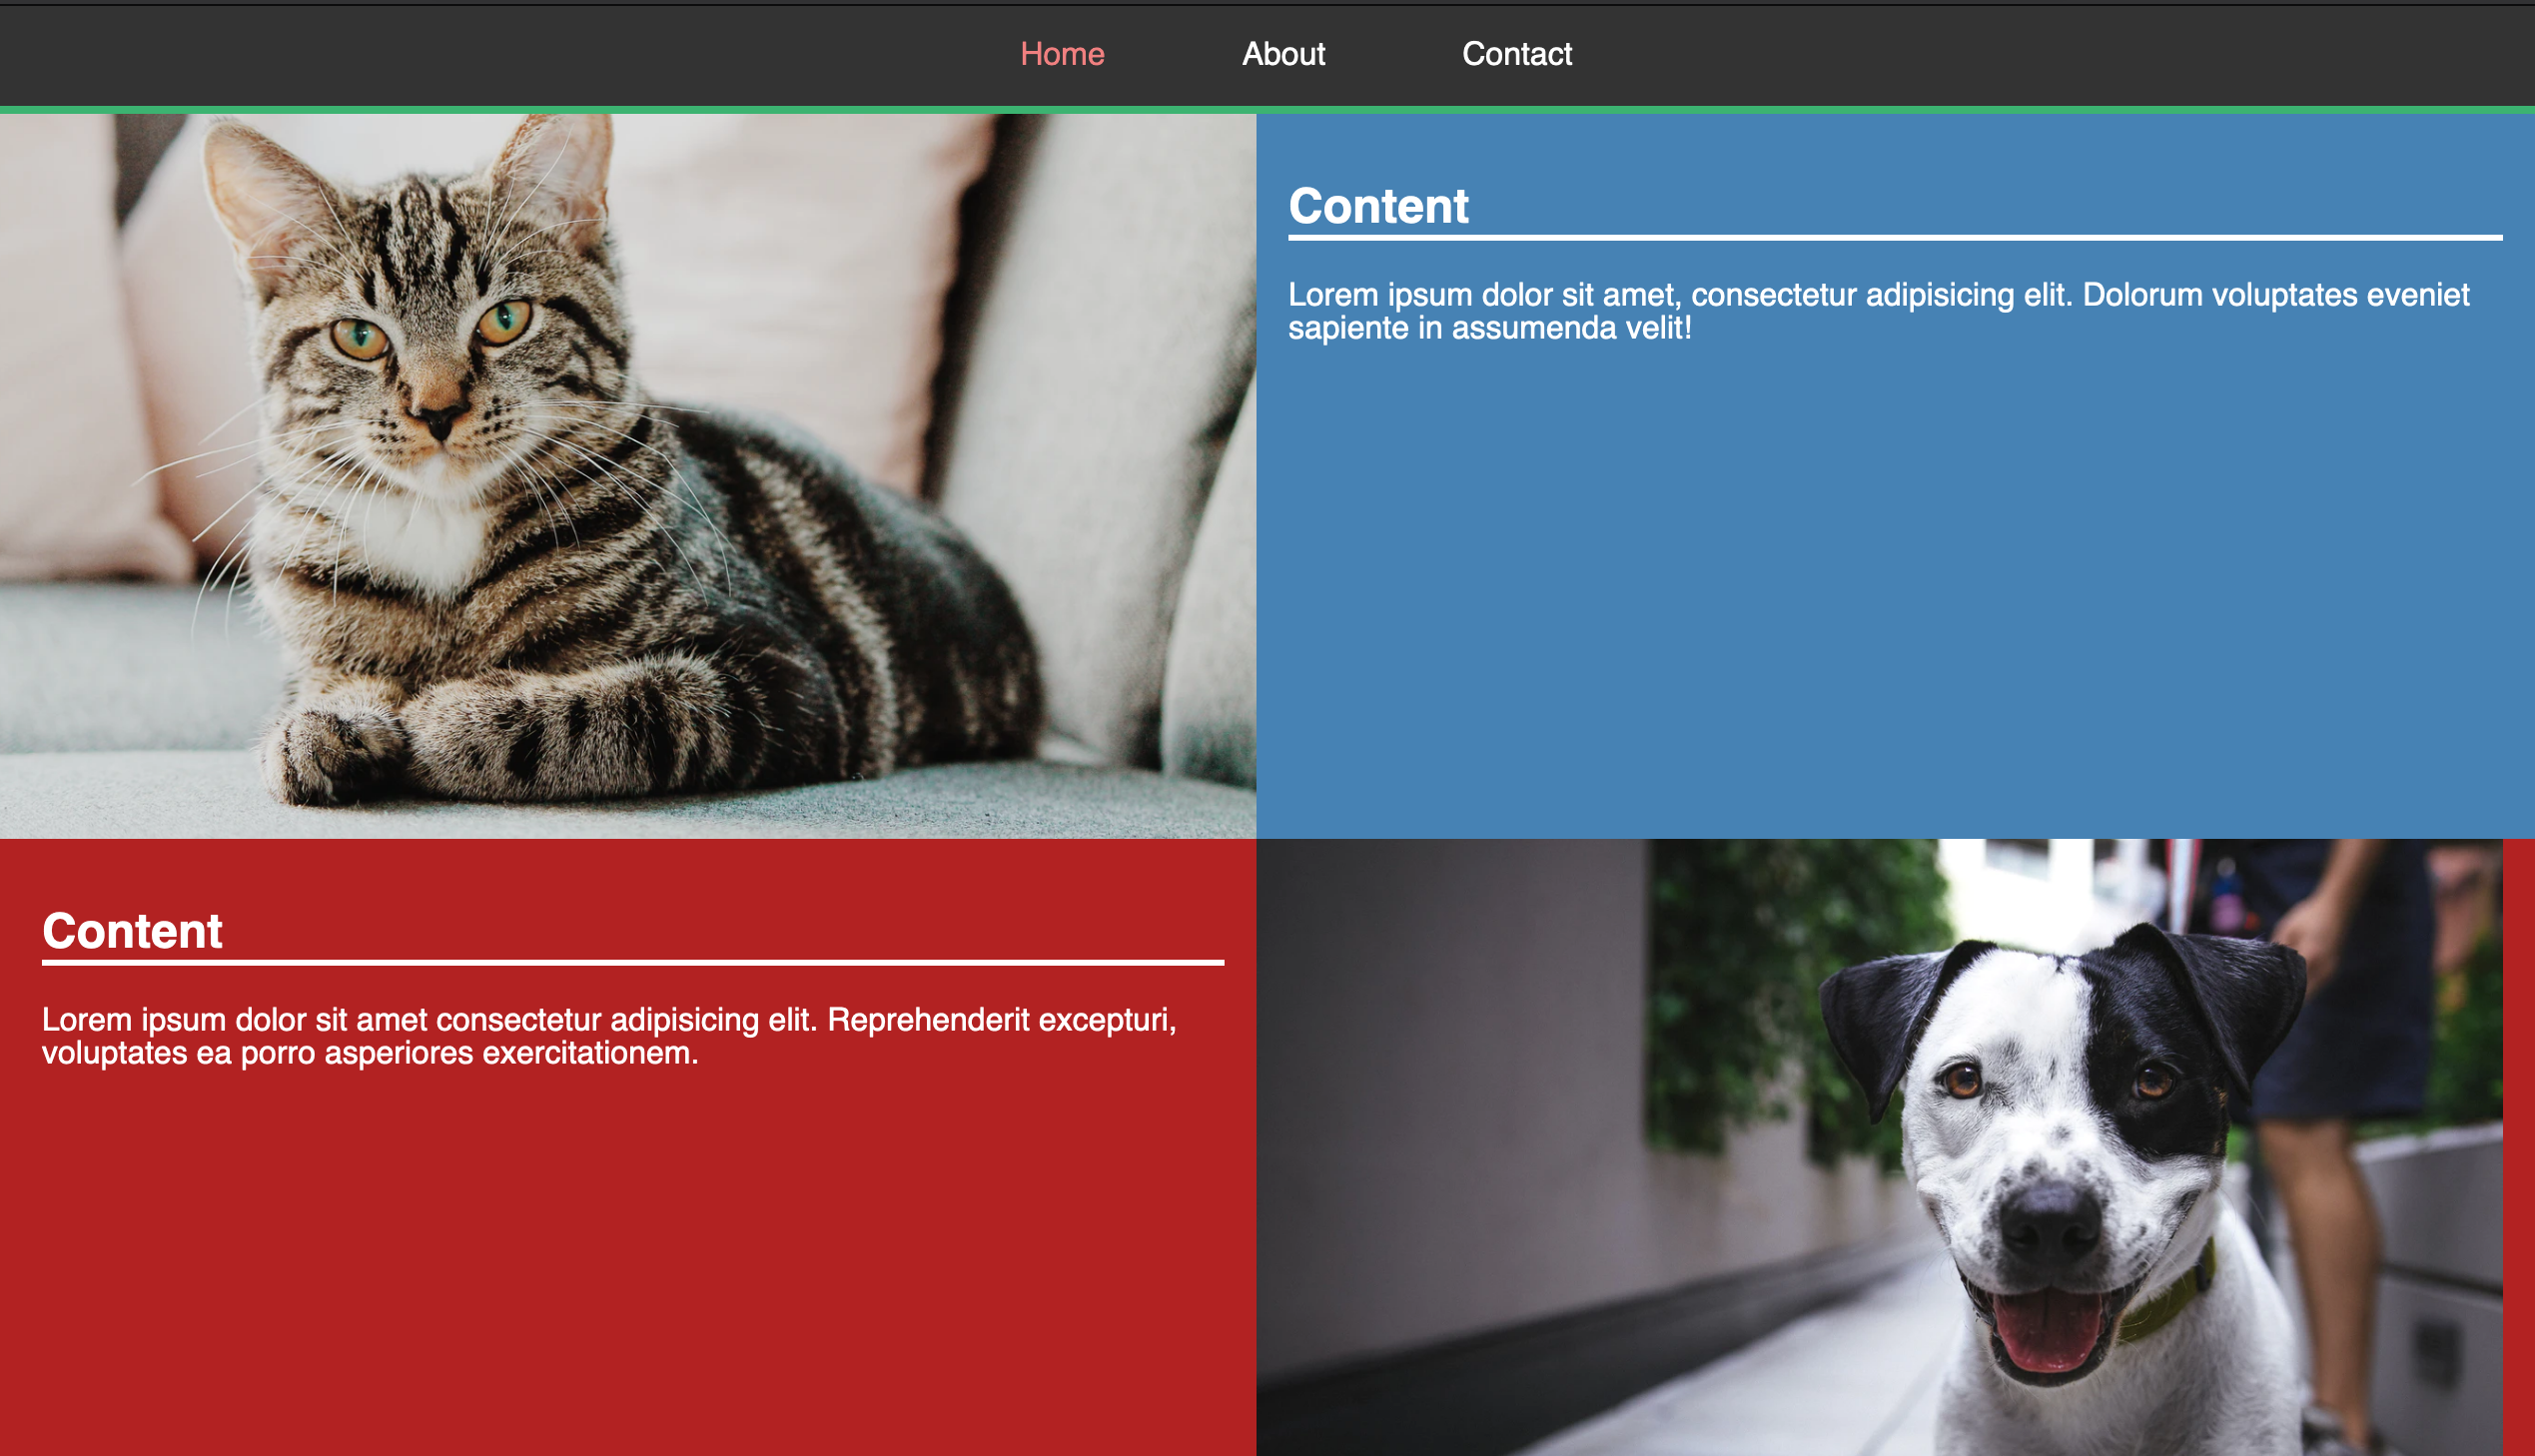 Home About Contact
Content
Lorem ipsum dolor sit amet, consectetur adipisicing elit. Dolorum voluptates eveniet
sapiente in assumenda velit!
Content
Lorem ipsum dolor sit amet consectetur adipisicing elit. Reprehenderit excepturi,
voluptates ea porro asperiores exercitationem.